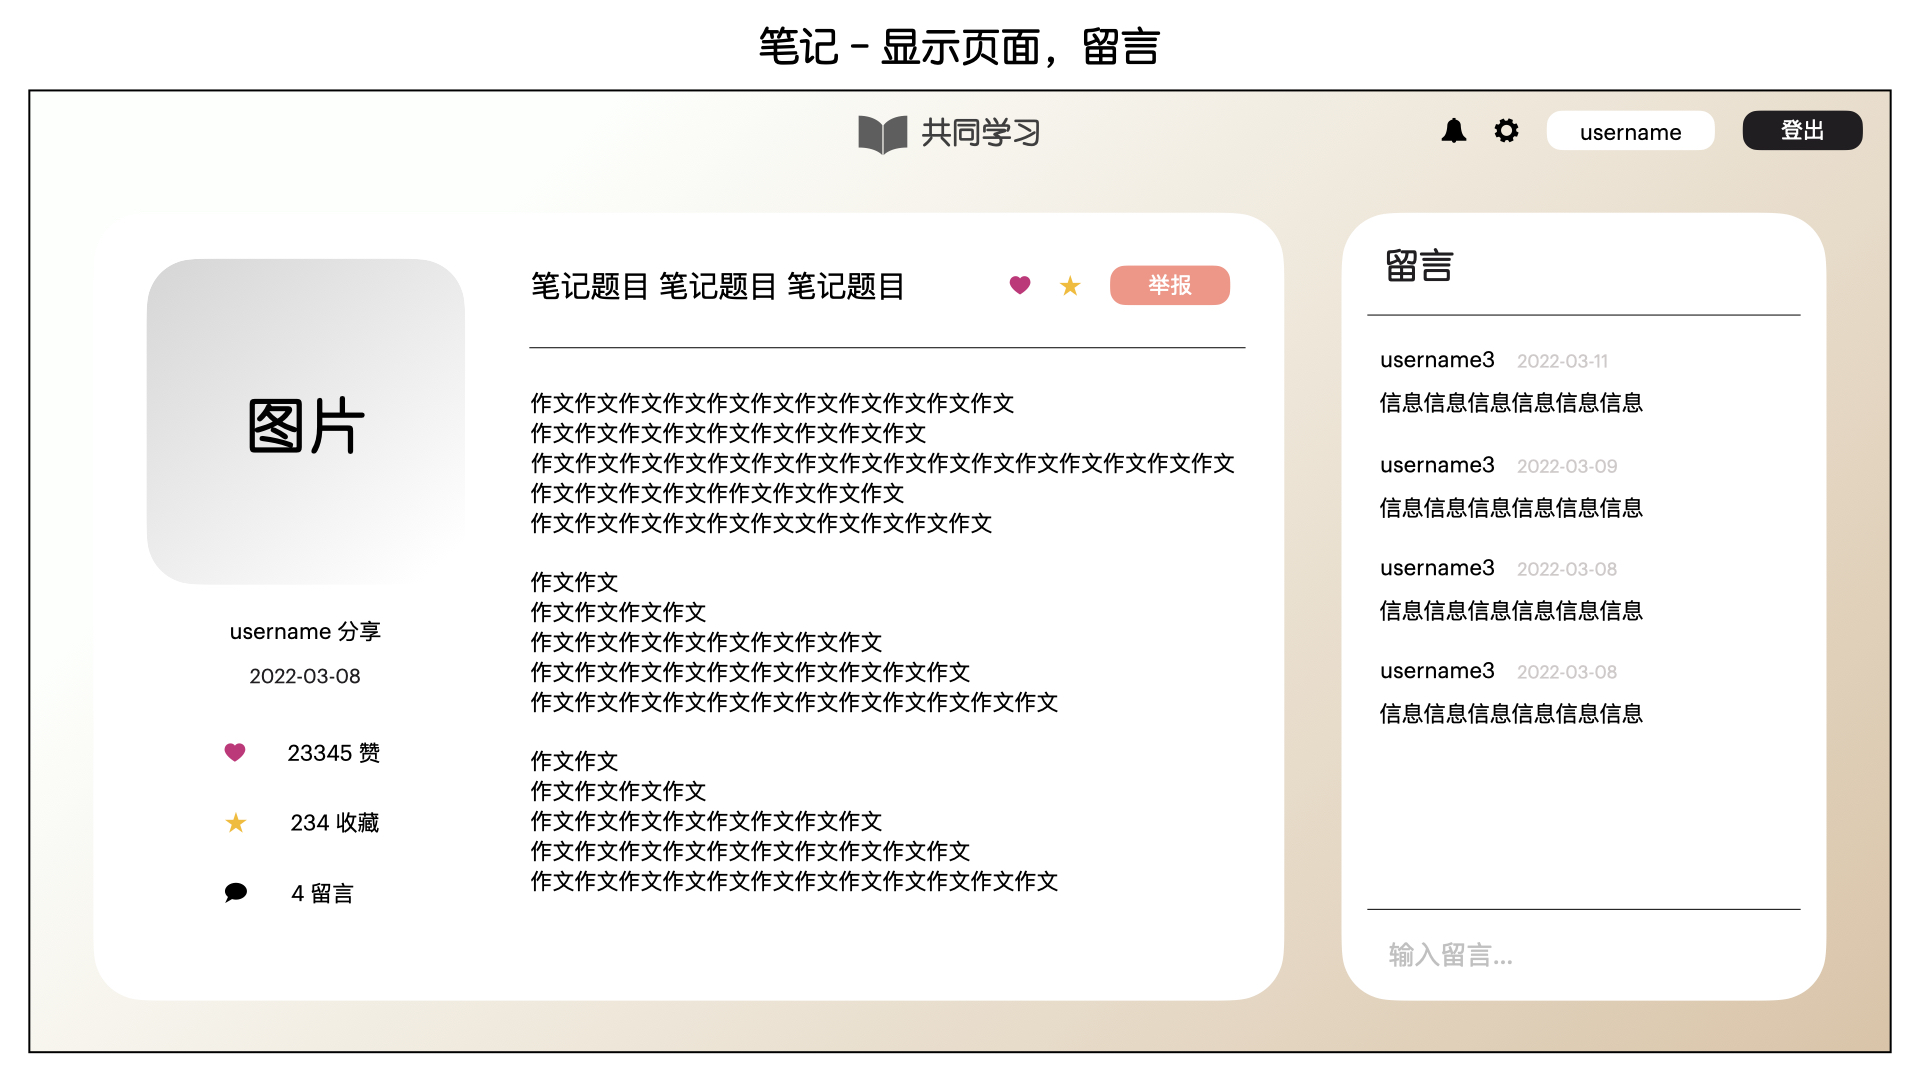 笔记 - 显示页面，留言
共同学习
username
登出
图片
username 分享
2022-03-08
23345 赞
234 收藏
4 留言
笔记题目 笔记题目 笔记题目
举报
作文作文作文作文作文作文作文作文作文作文作文
作文作文作文作文作文作文作文作文作文
作文作文作文作文作文作文作文作文作文作文作文作文作文作文作文作文
作文作文作文作文作作文作文作文作文
作文作文作文作文作文作文文作文作文作文作文
作文作文
作文作文作文作文
作文作文作文作文作文作文作文作文
作文作文作文作文作文作文作文作文作文作文
作文作文作文作文作文作文作文作文作文作文作文作文
作文作文
作文作文作文作文
作文作文作文作文作文作文作文作文
作文作文作文作文作文作文作文作文作文作文
作文作文作文作文作文作文作文作文作文作文作文作文
留言
username3 2022-03-11
信息信息信息信息信息信息
username3 2022-03-09
信息信息信息信息信息信息
username3 2022-03-08
信息信息信息信息信息信息
username3 2022-03-08
信息信息信息信息信息信息
输入留言...